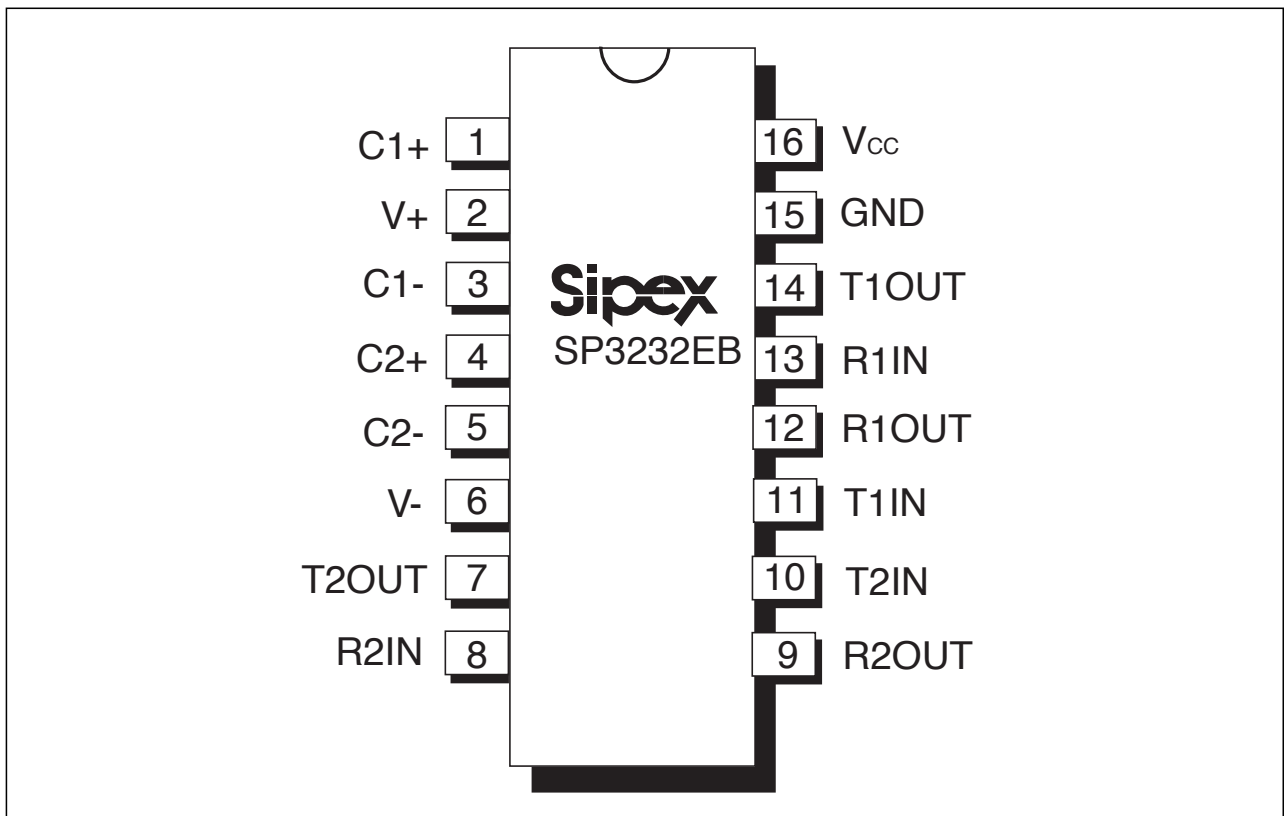 C1+ 1
V+ 2
C1- 3
C2+ 4
C2- 5
V- 6
T2OUT 7
R2IN 8
Sipex
SP3232EB
16 Vcc
15 GND
14 T1OUT
13 R1IN
12 R1OUT
11 T1IN
10 T2IN
9 R2OUT